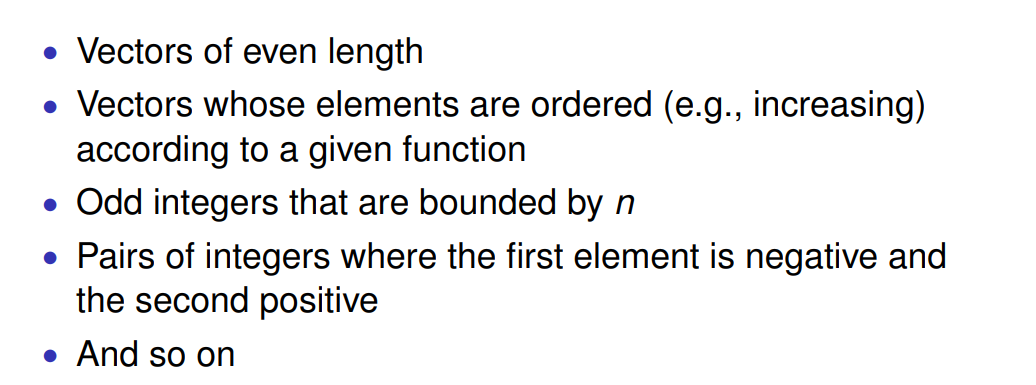 • Vectors of even length
• Vectors whose elements are ordered (e.g., increasing)
according to a given function
• Odd integers that are bounded by n
• Pairs of integers where the first element is negative and
the second positive
• And so on